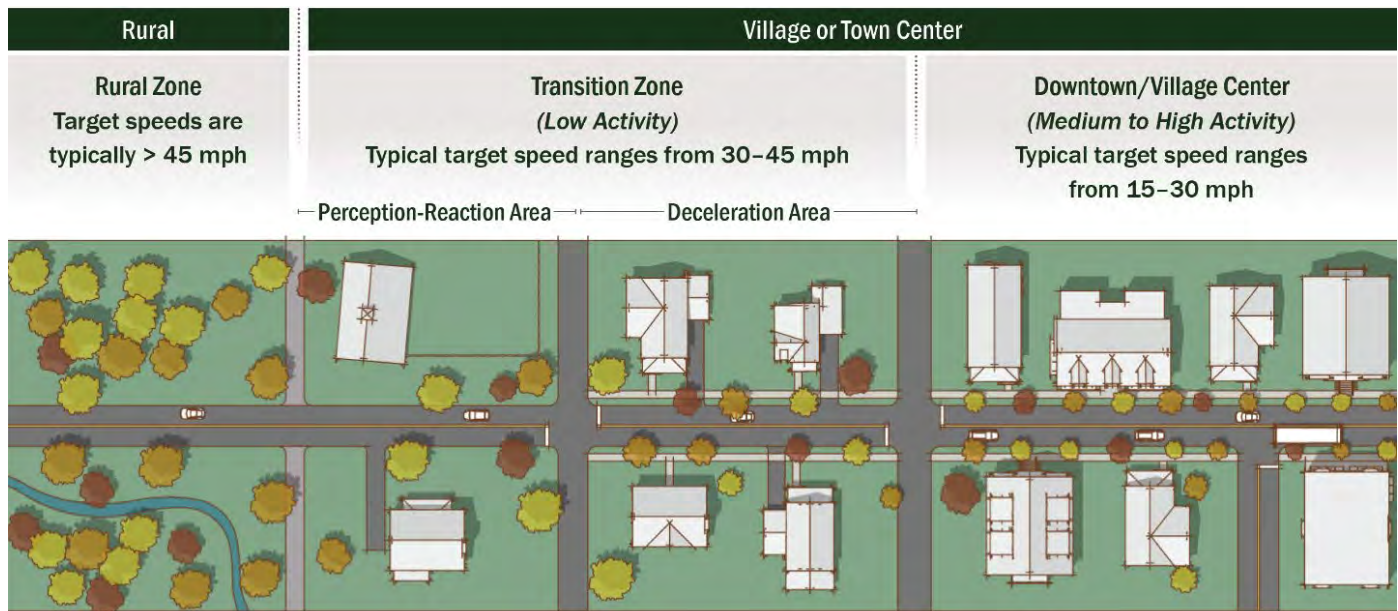 Rural
Village or Town Center
Rural Zone
Target speeds are
typically > 45 mph
Transition Zone
(Low Activity)
Typical target speed ranges from 30–45 mph
Downtown/Village Center
(Medium to High Activity)
Typical target speed ranges
from 15–30 mph
Perception-Reaction Area
Deceleration Area